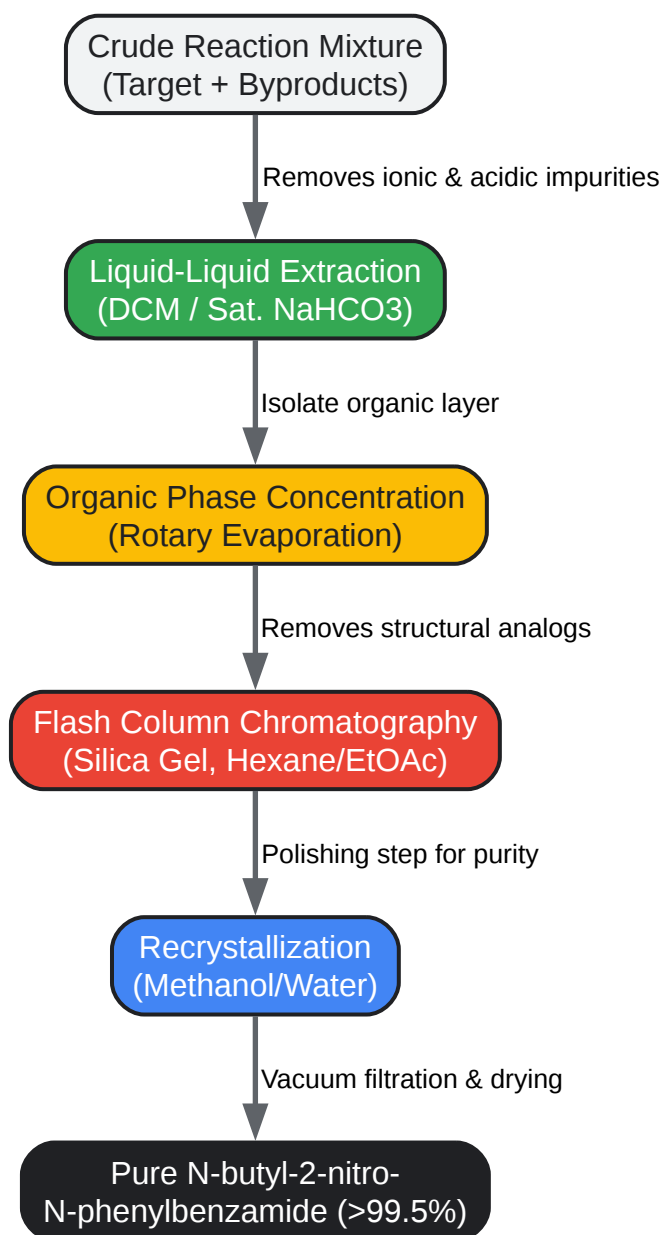 Crude Reaction Mixture
(Target + Byproducts)
Removes ionic & acidic impurities
Liquid-Liquid Extraction
(DCM / Sat. NaHCO3)
Isolate organic layer
Organic Phase Concentration
(Rotary Evaporation)
Removes structural analogs
Flash Column Chromatography
(Silica Gel, Hexane/EtOAc)
Polishing step for purity
Recrystallization
(Methanol/Water)
Vacuum filtration & drying
Pure N-butyl-2-nitro-
N-phenylbenzamide (>99.5%)